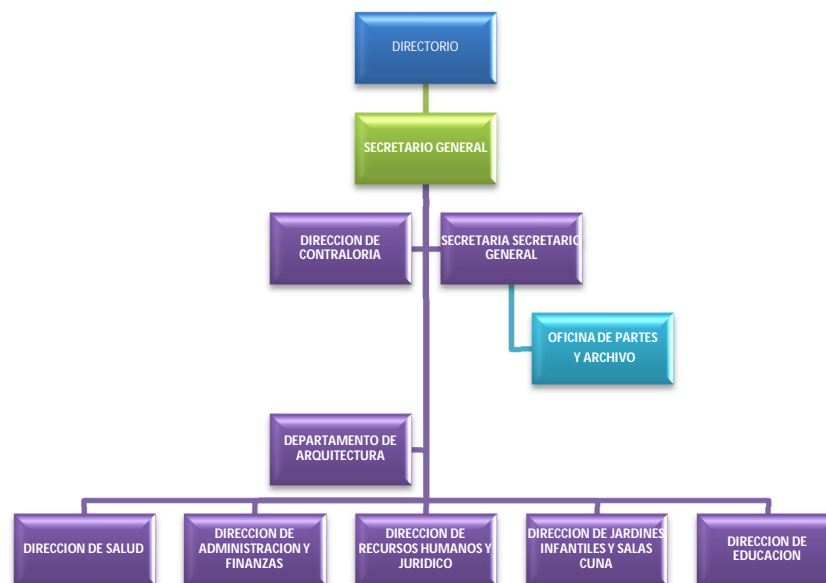 DIRECTORIO
SECRETARIO GENERAL
DIRECCION DE
CONTRALORIA
SECRETARIA SECRETARIO
GENERAL
OFICINA DE PARTES
Y ARCHIVO
DEPARTAMENTO DE
ARQUITECTURA
DIRECCION DE SALUD
DIRECCION DE
ADMINISTRACION Y
FINANZAS
DIRECCION DE
RECURSOS HUMANOS Y
JURIDICO
DIRECCION DE JARDINES
INFANTILES Y SALAS
CUNA
DIRECCION DE
EDUCACION